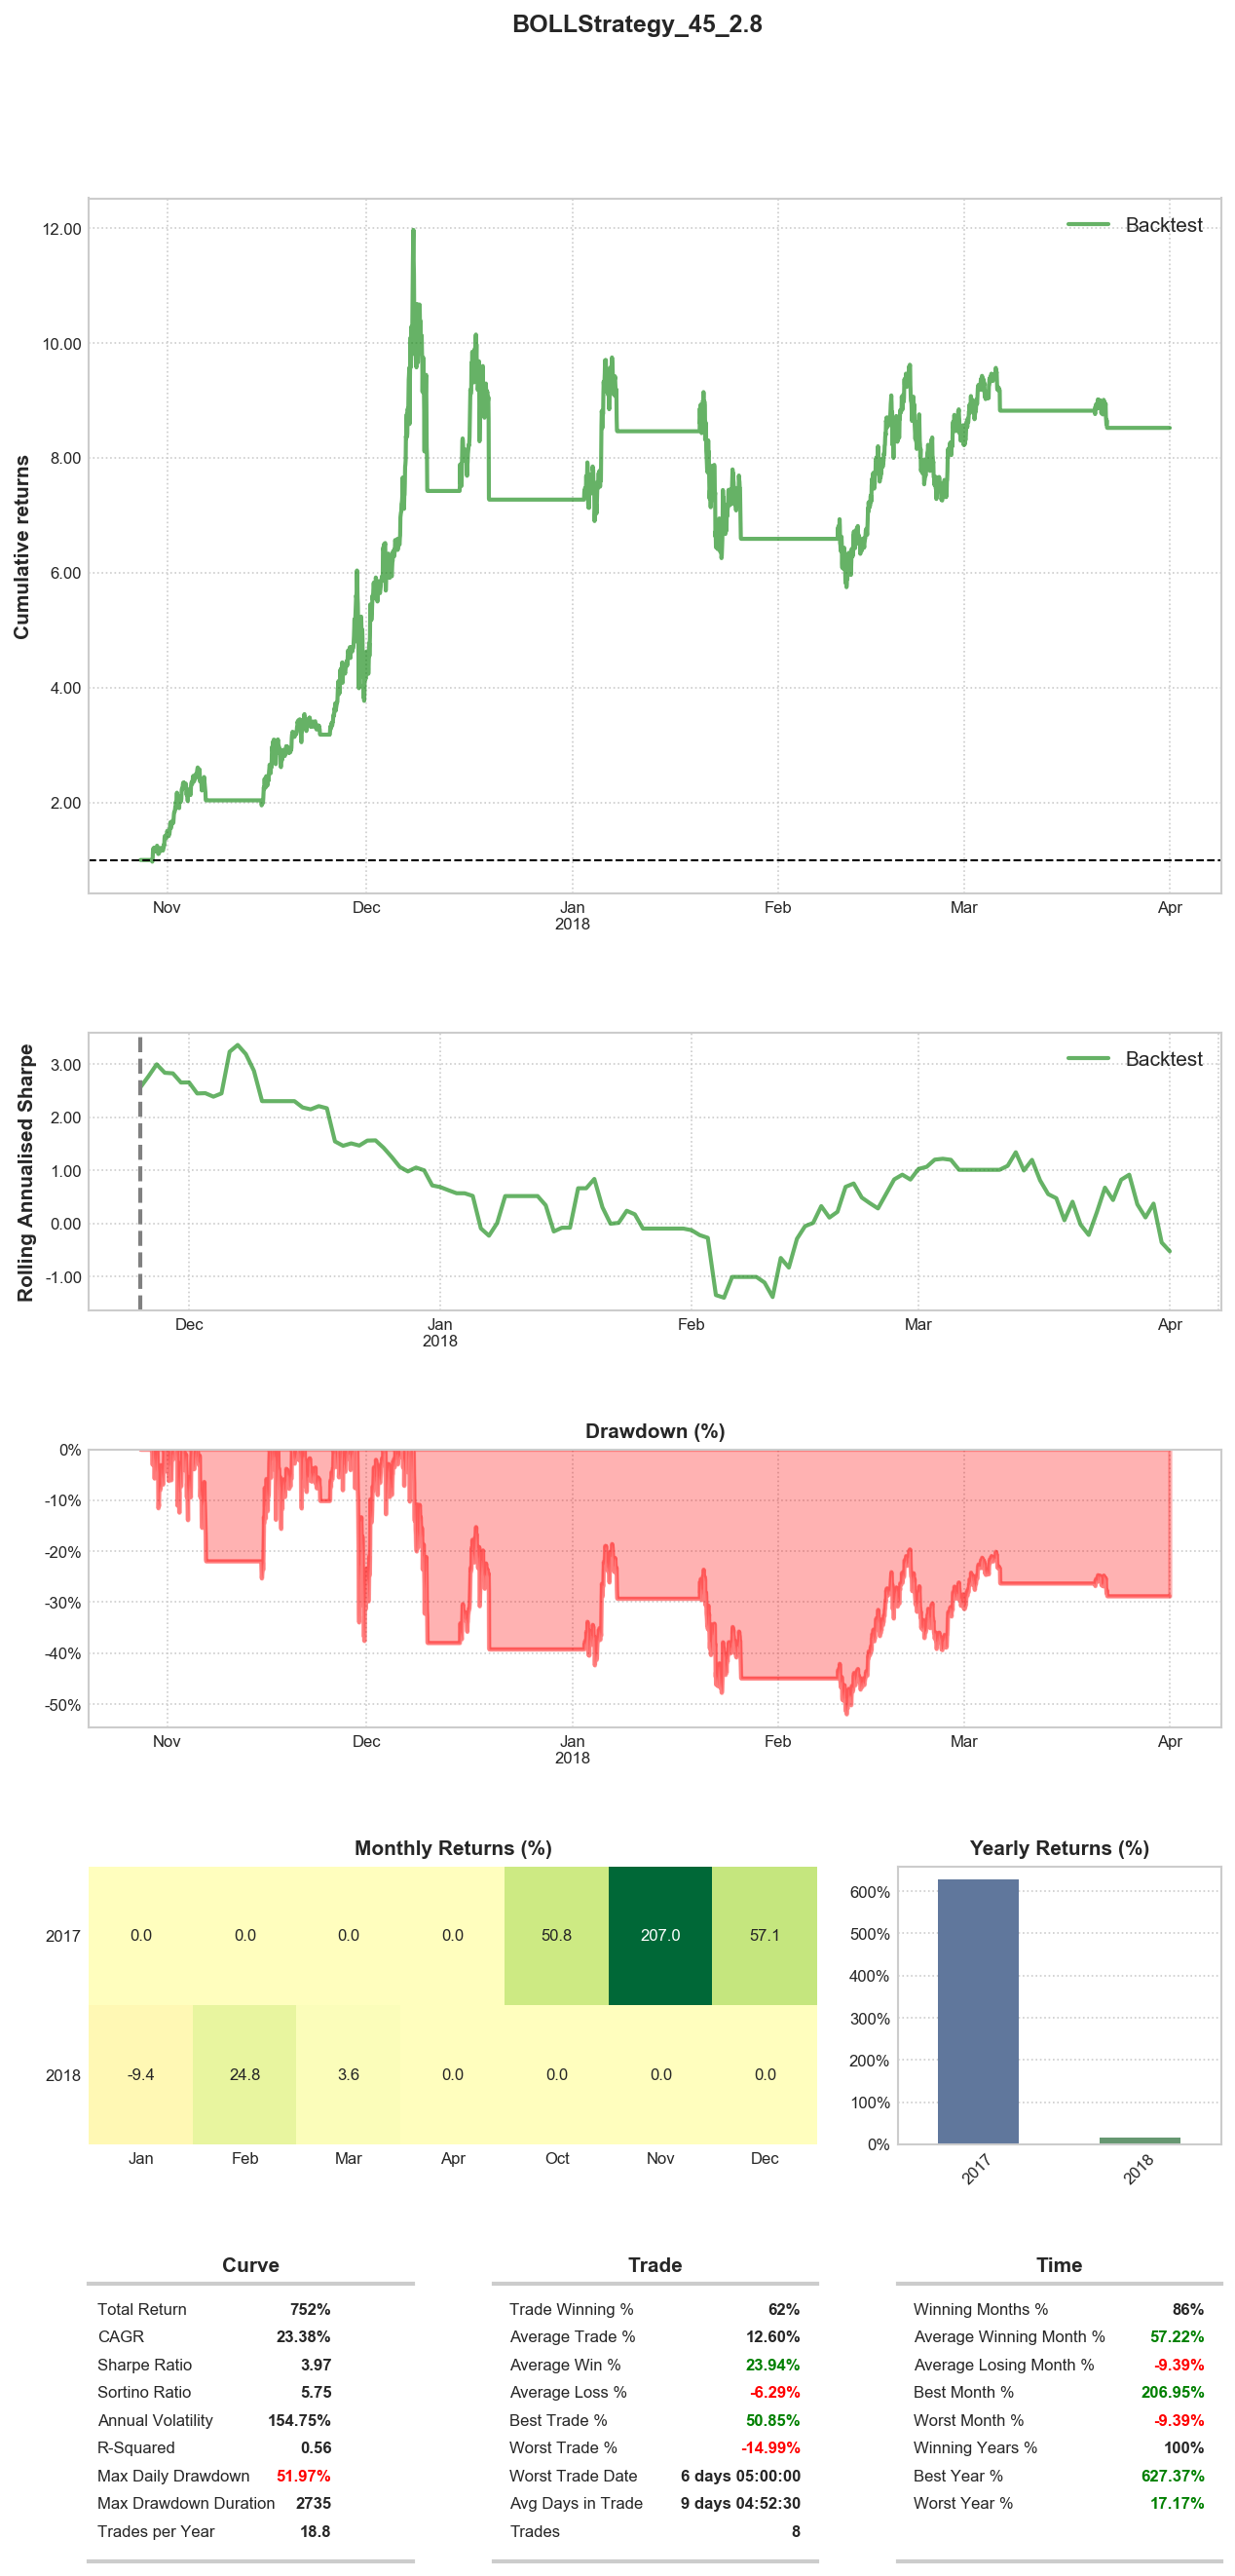 BOLLStrategy_45_2.8
Cumulative returns
12.00
10.00
8.00
6.00
4.00
2.00
Backtest
Nov Dec Jan Feb Mar Apr
2018
Rolling Annualised Sharpe
3.00
2.00
1.00
0.00
-1.00
Backtest
Dec Jan Feb Mar Apr
2018
Drawdown (%)
0%
-10%
-20%
-30%
-40%
-50%
Nov Dec Jan Feb Mar Apr
2018
Monthly Returns (%)
2017 0.0 0.0 0.0 0.0 50.8 207.0 57.1
2018 -9.4 24.8 3.6 0.0 0.0 0.0 0.0
Jan Feb Mar Apr Oct Nov Dec
Yearly Returns (%)
600%
500%
400%
300%
200%
100%
0%
2017 2018
Curve
Total Return 752%
CAGR 23.38%
Sharpe Ratio 3.97
Sortino Ratio 5.75
Annual Volatility 154.75%
R-Squared 0.56
Max Daily Drawdown 51.97%
Max Drawdown Duration 2735
Trades per Year 18.8
Trade
Trade Winning % 62%
Average Trade % 12.60%
Average Win % 23.94%
Average Loss % -6.29%
Best Trade % 50.85%
Worst Trade % -14.99%
Worst Trade Date 6 days 05:00:00
Avg Days in Trade 9 days 04:52:30
Trades 8
Time
Winning Months % 86%
Average Winning Month % 57.22%
Average Losing Month % -9.39%
Best Month % 206.95%
Worst Month % -9.39%
Winning Years % 100%
Best Year % 627.37%
Worst Year % 17.17%